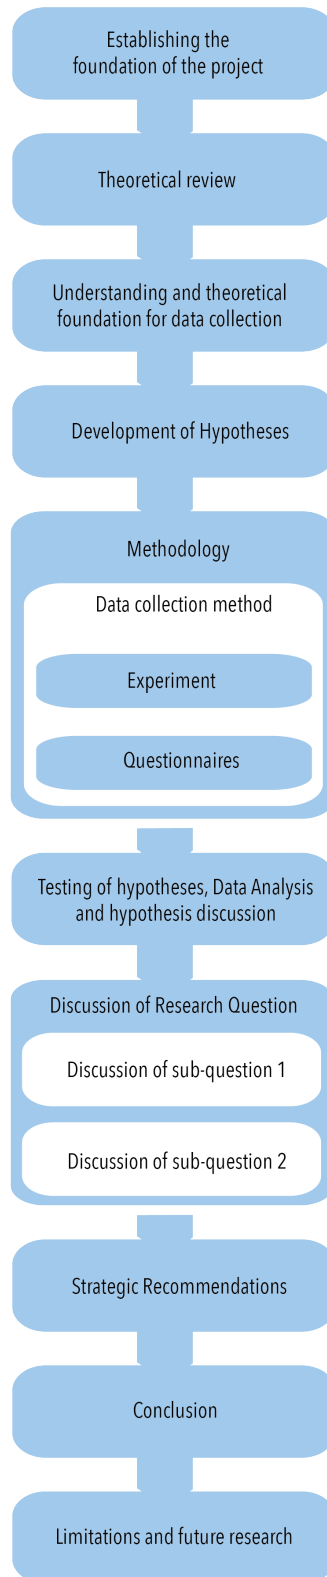 Establishing the
foundation of the project
Theoretical review
Understanding and theoretical
foundation for data collection
Development of Hypotheses
Methodology
Data collection method
Experiment
Questionnaires
Testing of hypotheses, Data Analysis
and hypothesis discussion
Discussion of Research Question
Discussion of sub-question 1
Discussion of sub-question 2
Strategic Recommendations
Conclusion
Limitations and future research